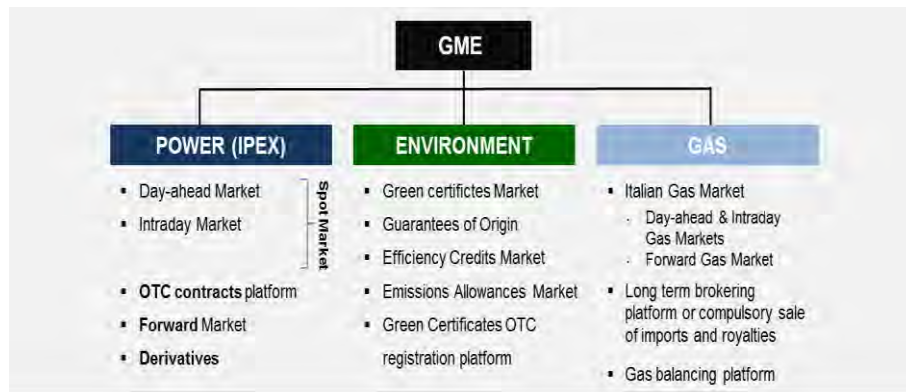 GME
POWER (IPEX)
▪ Day-ahead Market
▪ Intraday Market
Spot Market
▪ OTC contracts platform
▪ Forward Market
▪ Derivatives
ENVIRONMENT
▪ Green certifictes Market
▪ Guarantees of Origin
▪ Efficiency Credits Market
▪ Emissions Allowances Market
▪ Green Certificates OTC
registration platform
GAS
▪ Italian Gas Market
- Day-ahead & Intraday
Gas Markets
- Forward Gas Market
▪ Long term brokering
platform or compulsory sale
of imports and royalties
▪ Gas balancing platform